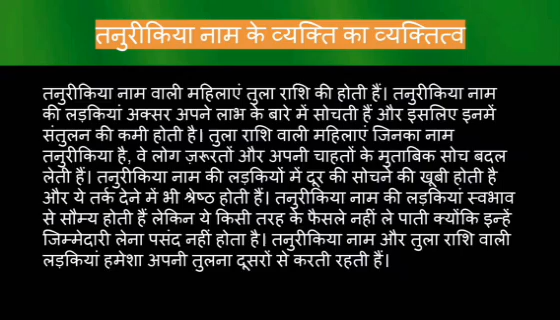 तनुरीकिया नाम के व्यक्ति का व्यक्तित्व
तनुरीकिया नाम वाली महिलाएं तुला राशि की होती हैं। तनुरीकिया नाम
की लड़कियां अक्सर अपने लाभ के बारे में सोचती हैं और इसलिए इनमें
संतुलन की कमी होती है। तुला राशि वाली महिलाएं जिनका नाम
तनुरीकिया है, वे लोग ज़रूरतों और अपनी चाहतों के मुताबिक सोच बदल
लेती हैं। तनुरीकिया नाम की लड़कियों में दूर की सोचने की खूबी होती है
और ये तर्क देने में भी श्रेष्ठ होती हैं। तनुरीकिया नाम की लड़कियां स्वभाव
से सौम्य होती हैं लेकिन ये किसी तरह के फैसले नहीं ले पाती क्योंकि इन्हें
जिम्मेदारी लेना पसंद नहीं होता है। तनुरीकिया नाम और तुला राशि वाली
लड़कियां हमेशा अपनी तुलना दूसरों से करती रहती हैं।